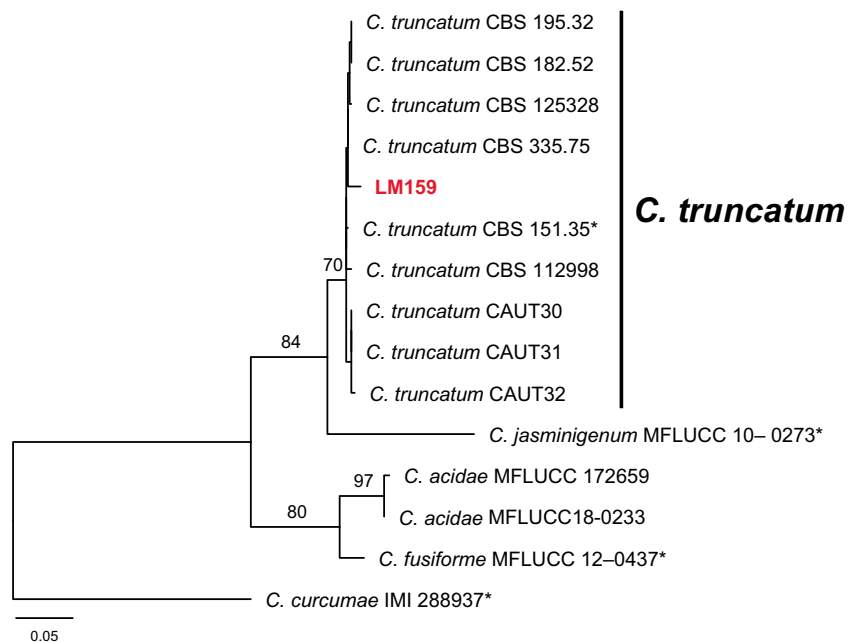 C. truncatum CBS 195.32
C. truncatum CBS 182.52
C. truncatum CBS 125328
C. truncatum CBS 335.75
LM159
C. truncatum CBS 151.35*
C. truncatum CBS 112998
C. truncatum CAUT30
C. truncatum CAUT31
C. truncatum CAUT32
C. truncatum
70
84
C. jasminigenum MFLUCC 10– 0273*
97
C. acidae MFLUCC 172659
C. acidae MFLUCC18-0233
80
C. fusiforme MFLUCC 12–0437*
C. curcumae IMI 288937*
0.05